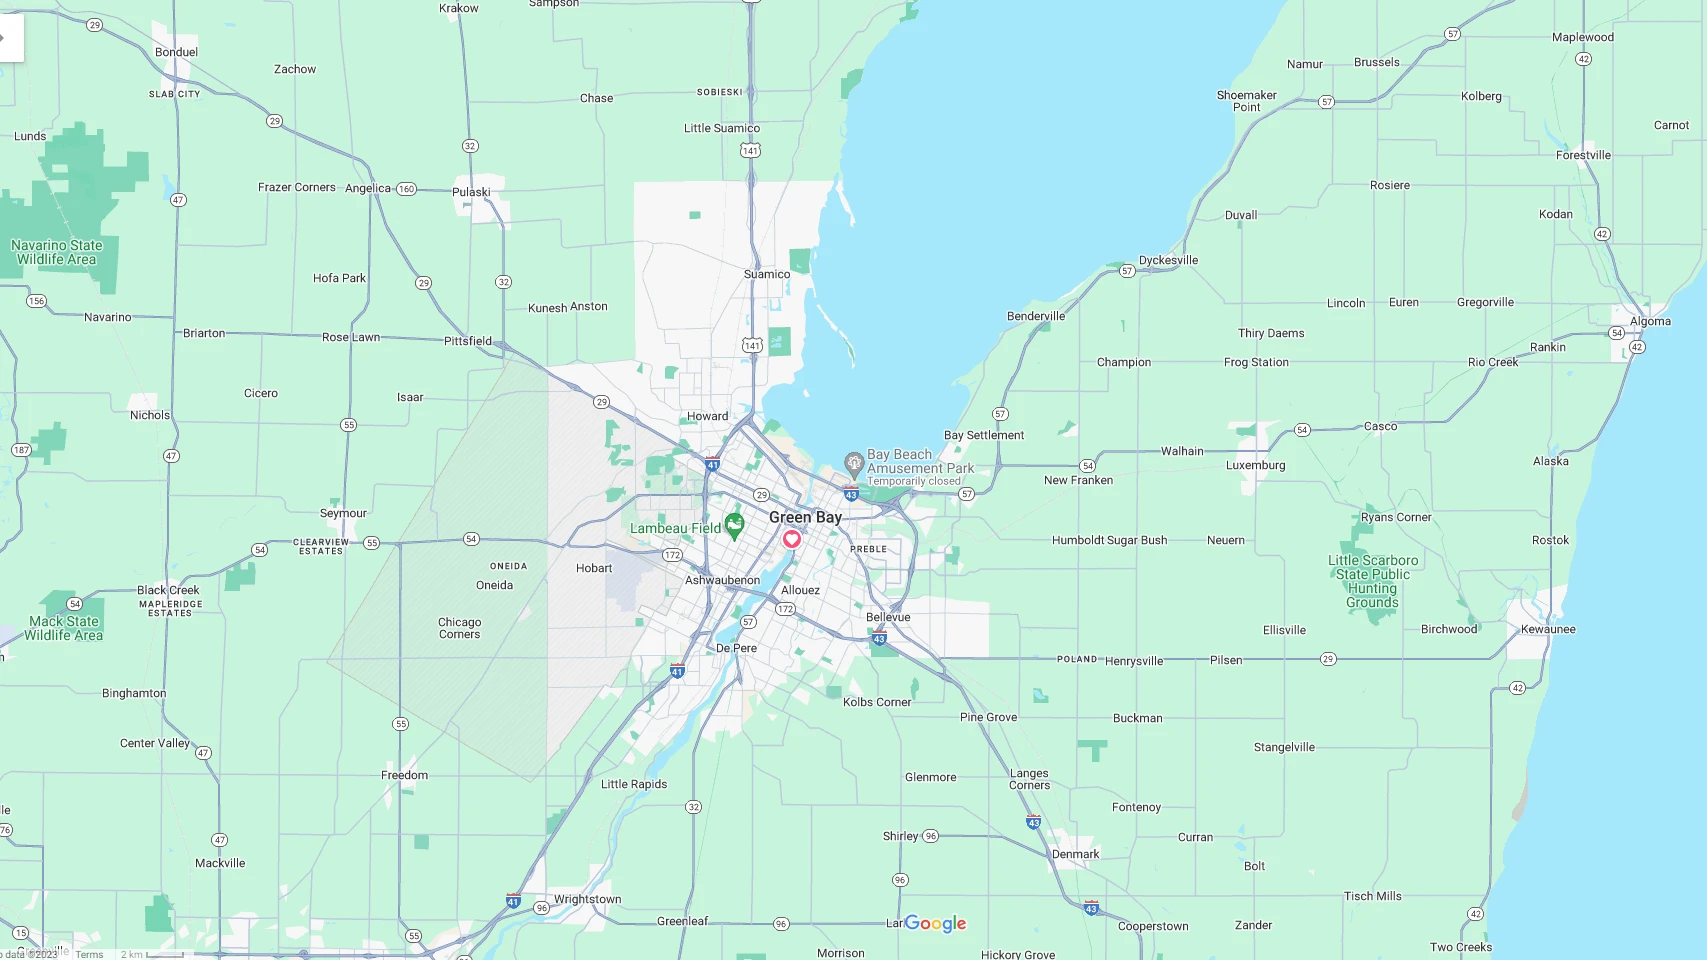 Krakow
Sampson
29
57
Maplewood
42
Bonduel
Zachow
Namur
Brussels
SLAB CITY
Chase
SOBIESKI
Shoemaker
Point
57
Kolberg
29
Little Suamico
Carnot
Lunds
32
141
Forestville
Frazer Corners
Angelica
160
Pulaski
Rosiere
47
Duvall
Kodan
Navarino State
Wildlife Area
42
Dyckesville
57
Hofa Park
29
32
Suamico
156
Navarino
Kunesh
Anston
Benderville
Lincoln
Euren
Gregorville
Algoma
Briarton
Rose Lawn
Pittsfield
141
Thiry Daems
54
42
Rankin
Champion
Frog Station
Rio Creek
Cicero
Isaar
29
Nichols
55
Howard
57
Casco
54
Bay Settlement
187
47
41
Bay Beach
Amusement Park
Temporarily closed
54
Walhain
Luxemburg
Alaska
New Franken
29
43
57
Seymour
Lambeau Field
Green Bay
Ryans Corner
CLEARVIEW
ESTATES
54
55
54
172
PREBLE
Humboldt
Sugar Bush
Neuern
Rostok
ONEIDA
Oneida
Hobart
Ashwaubenon
Allouez
Little Scarboro
State Public
Hunting
Grounds
Black Creek
54
MAPLERIDGE
ESTATES
Mack State
Wildlife Area
Chicago
Corners
57
172
Bellevue
43
Ellisville
Birchwood
Kewaunee
De Pere
41
POLAND
Henrysville
Pilsen
29
Binghamton
Kolbs Corner
42
55
Pine Grove
Buckman
Center Valley
47
Stangelville
Freedom
Little Rapids
Glenmore
Langes
Corners
32
Fontenoy
43
76
47
Shirley
96
Curran
Mackville
Denmark
Bolt
96
41
96
Wrightstown
43
Tisch Mills
42
Greenleaf
96
Google
Cooperstown
Zander
15
55
Two Creeks
Morrison
Hickory Grove
data ©2023
Terms
2 km